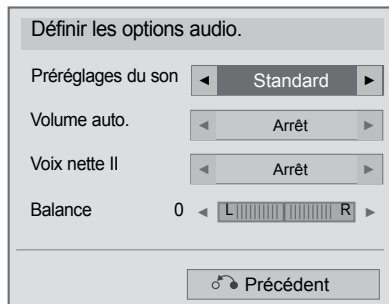 Définir les options audio.
Préréglages du son ◄ Standard ►
Volume auto. ◄ Arrêt ►
Voix nette II ◄ Arrêt ►
Balance 0 ◄ L R ►
Précédent